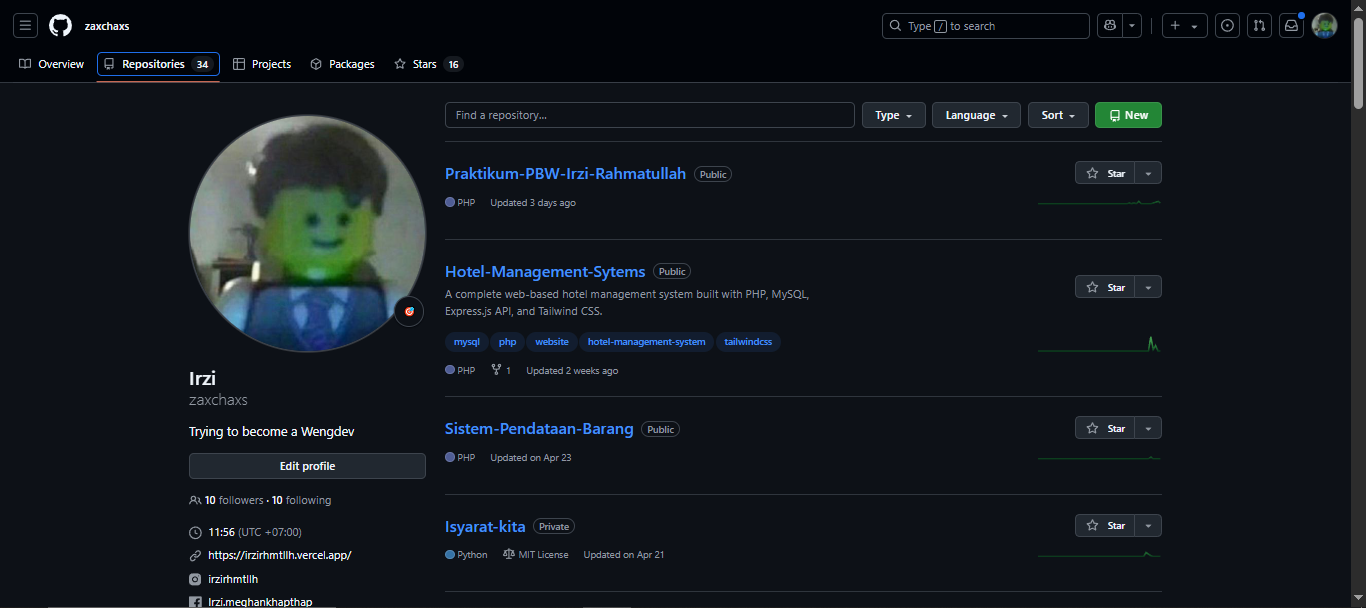 zaxchaxs
Type / to search
Overview
Repositories 34
Projects
Packages
Stars 16
Find a repository...
Type
Language
Sort
New
Praktikum-PBW-Irzi-Rahmatullah Public
Star
PHP Updated 3 days ago
Hotel-Management-Sytems Public
A complete web-based hotel management system built with PHP, MySQL,
Express.js API, and Tailwind CSS.
Star
mysql php website hotel-management-system tailwindcss
PHP 1 Updated 2 weeks ago
Sistem-Pendataan-Barang Public
Star
PHP Updated on Apr 23
Isyarat-kita Private
Star
Python MIT License Updated on Apr 21
Irzi
zaxchaxs
Trying to become a Wengdev
Edit profile
10 followers · 10 following
11:56 (UTC +07:00)
https://irzirhmtllh.vercel.app/
irzirhmtllh
Irzi.meghankhapthap